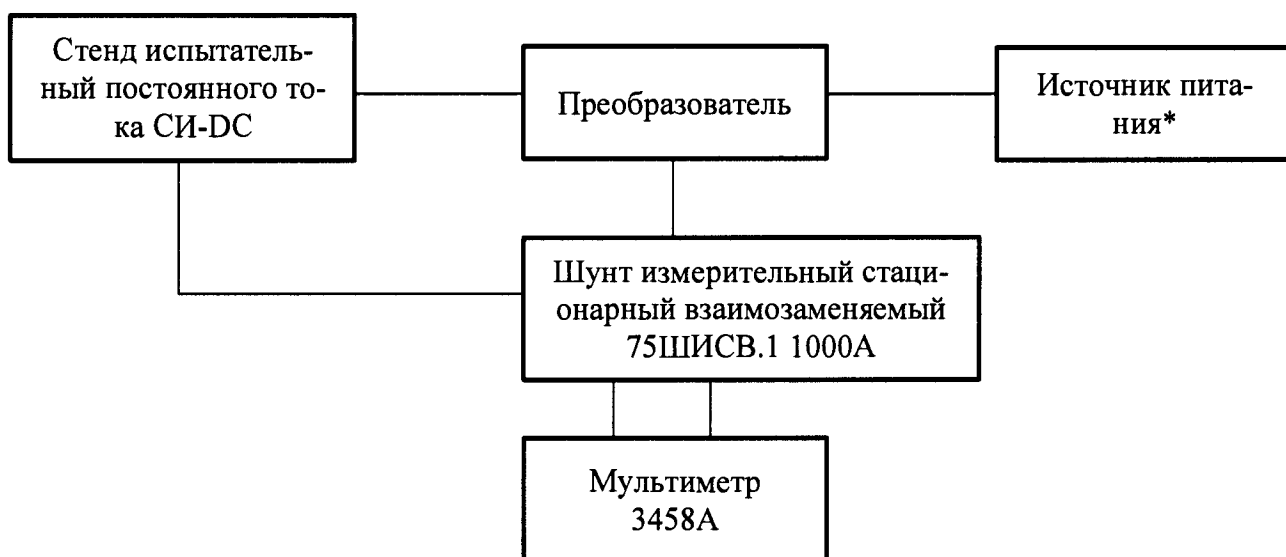 Стенд испытатель-
ный постоянного то-
ка СИ-DC
Преобразователь
Источник пита-
ния*
Шунт измерительный стаци-
онарный взаимозаменяемый
75ШИСВ.1 1000А
Мультиметр
3458А